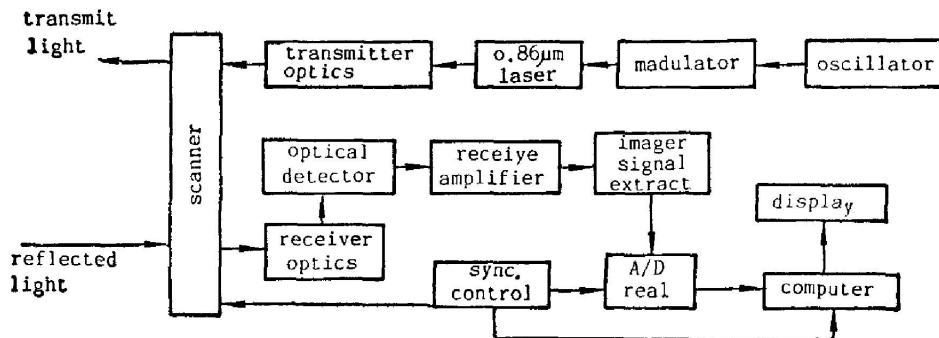 transmit
light
scanner
transmitter
optics
0.86μm
laser
madulator
oscillator
optical
detector
receiye
amplifier
imager
signal
extract
display
reflected
light
receiver
optics
sync.
control
A/D
real
computer